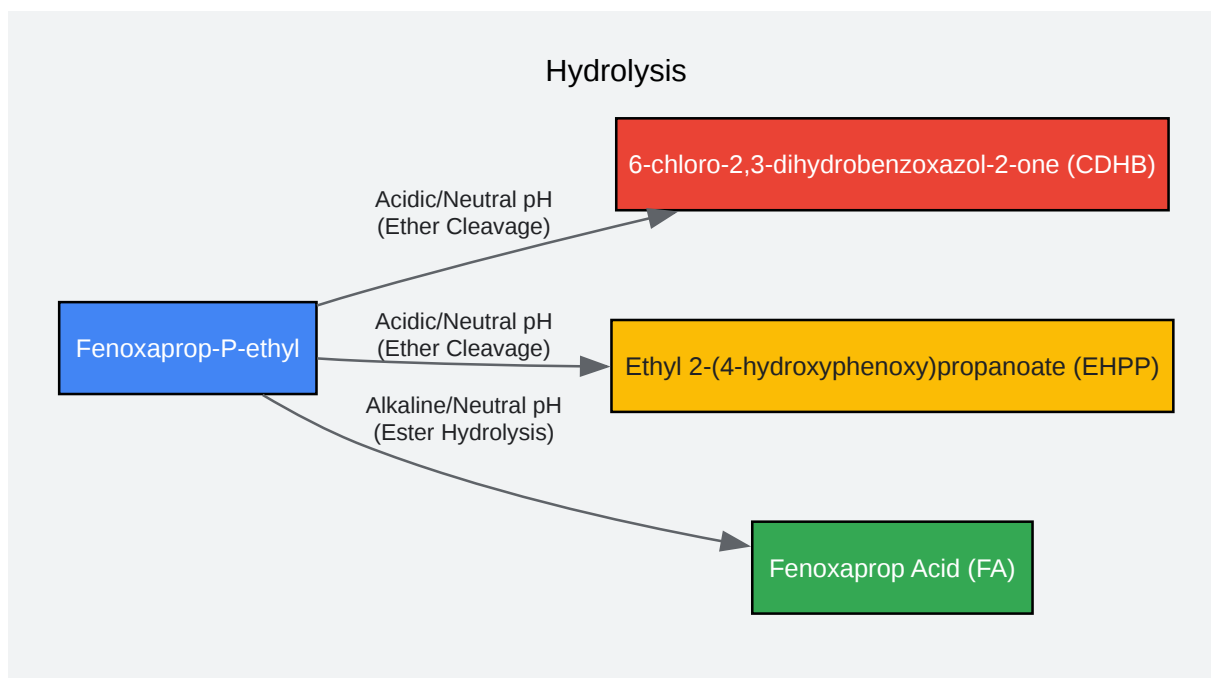 Hydrolysis
6-chloro-2,3-dihydrobenzoxazol-2-one (CDHB)
Acidic/Neutral pH
(Ether Cleavage)
Fenoxaprop-P-ethyl
Acidic/Neutral pH
(Ether Cleavage)
Ethyl 2-(4-hydroxyphenoxy)propanoate (EHPP)
Alkaline/Neutral pH
(Ester Hydrolysis)
Fenoxaprop Acid (FA)